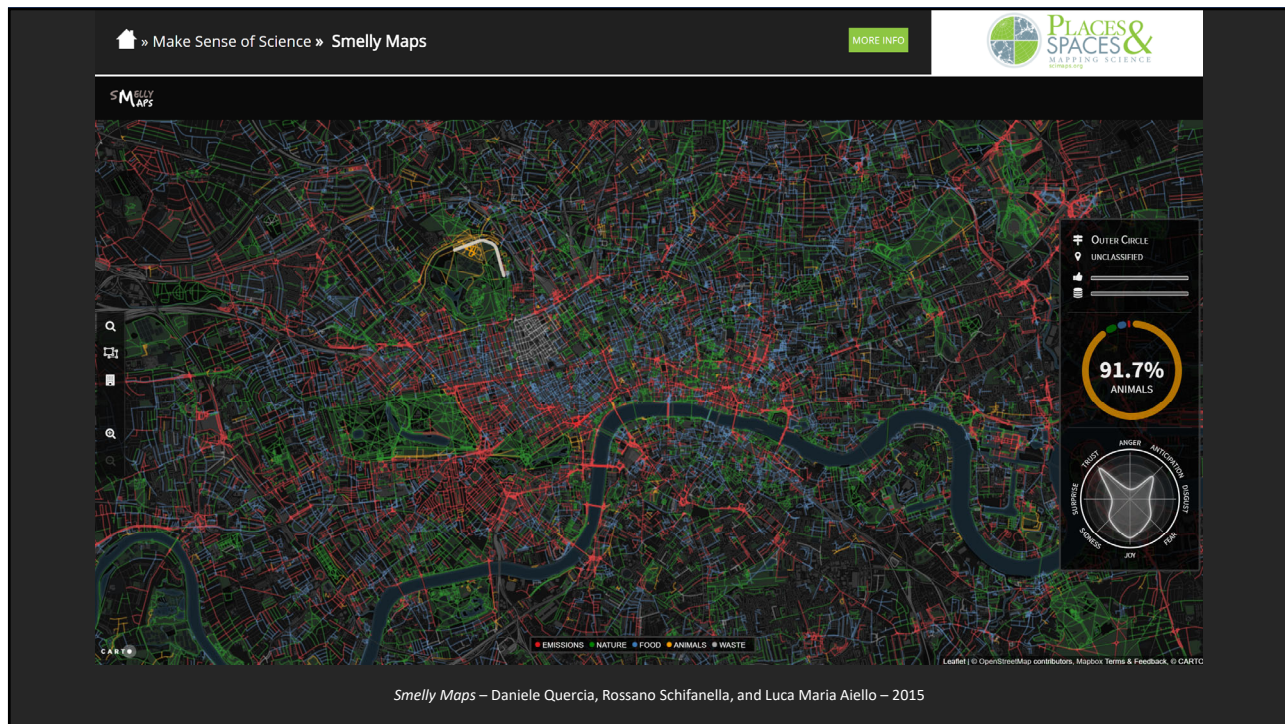 » Make Sense of Science » Smelly Maps
MORE INFO
PLACES &
SPACES
MAPPING SCIENCE
scimaps.org
SMELLY
MAPS
OUTER CIRCLE
UNCLASSIFIED
91.7%
ANIMALS
ANGER
ANTICIPATION
DISGUST
FEAR
JOY
SADNESS
SURPRISE
TRUST
EMISSIONS NATURE FOOD ANIMALS WASTE
CARTO
Leaflet | © OpenStreetMap contributors, Mapbox Terms & Feedback, © CARTO
Smelly Maps – Daniele Quercia, Rossano Schifanella, and Luca Maria Aiello – 2015